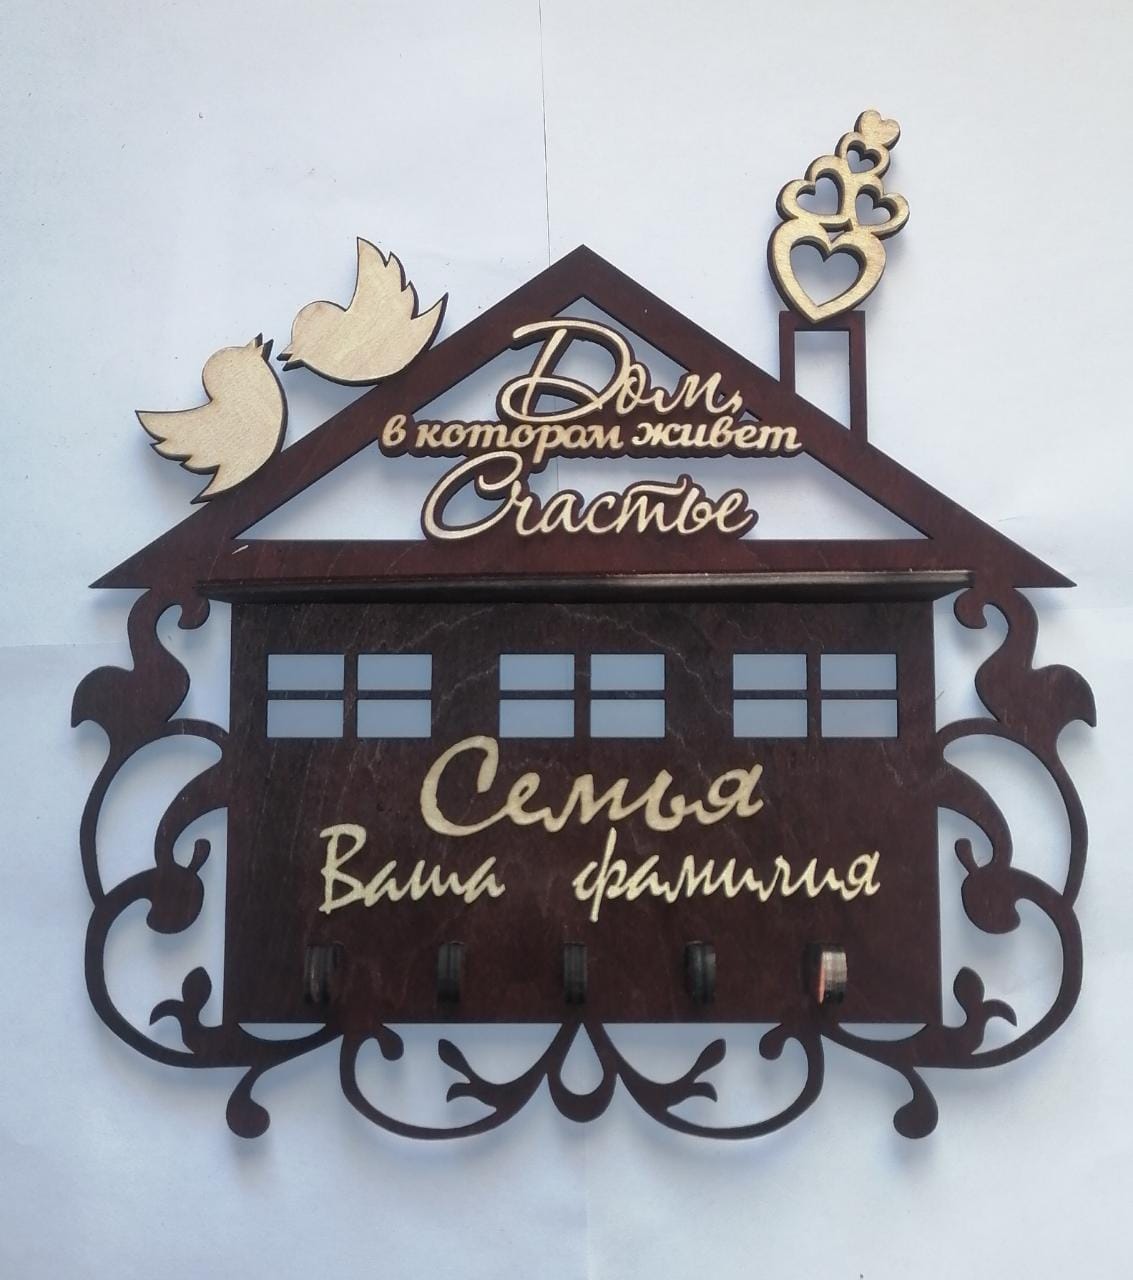 Дом,
в котором живет
Счастье
Семья
Ваша фамилия